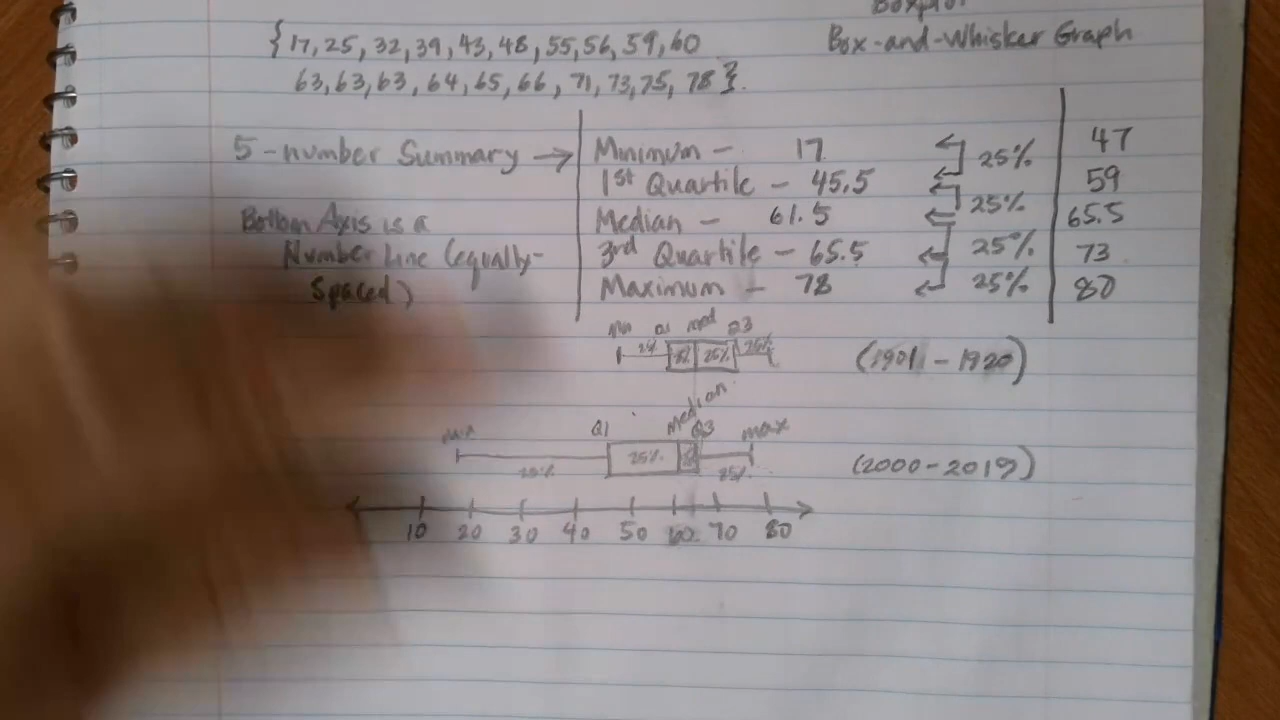 Boxplot
Box-and-Whisker Graph
{17, 25, 32, 39, 43, 48, 55, 56, 59, 60
63, 63, 63, 64, 65, 66, 71, 73, 75, 78}.
5-number Summary → Minimum - 17 25% 47
1st Quartile - 45.5 25% 59
Median - 61.5 65.5
3rd Quartile - 65.5 25% 73
Maximum - 78 25% 80
Bottom Axis is a
Number Line (equally-
Spaced)
Min Q1 med Q3
25% 25% 25% 25%
(1901 - 1920)
Min Q1 Median Q3 max
25% 25% 25%
(2000-2019)
10 20 30 40 50 60 70 80